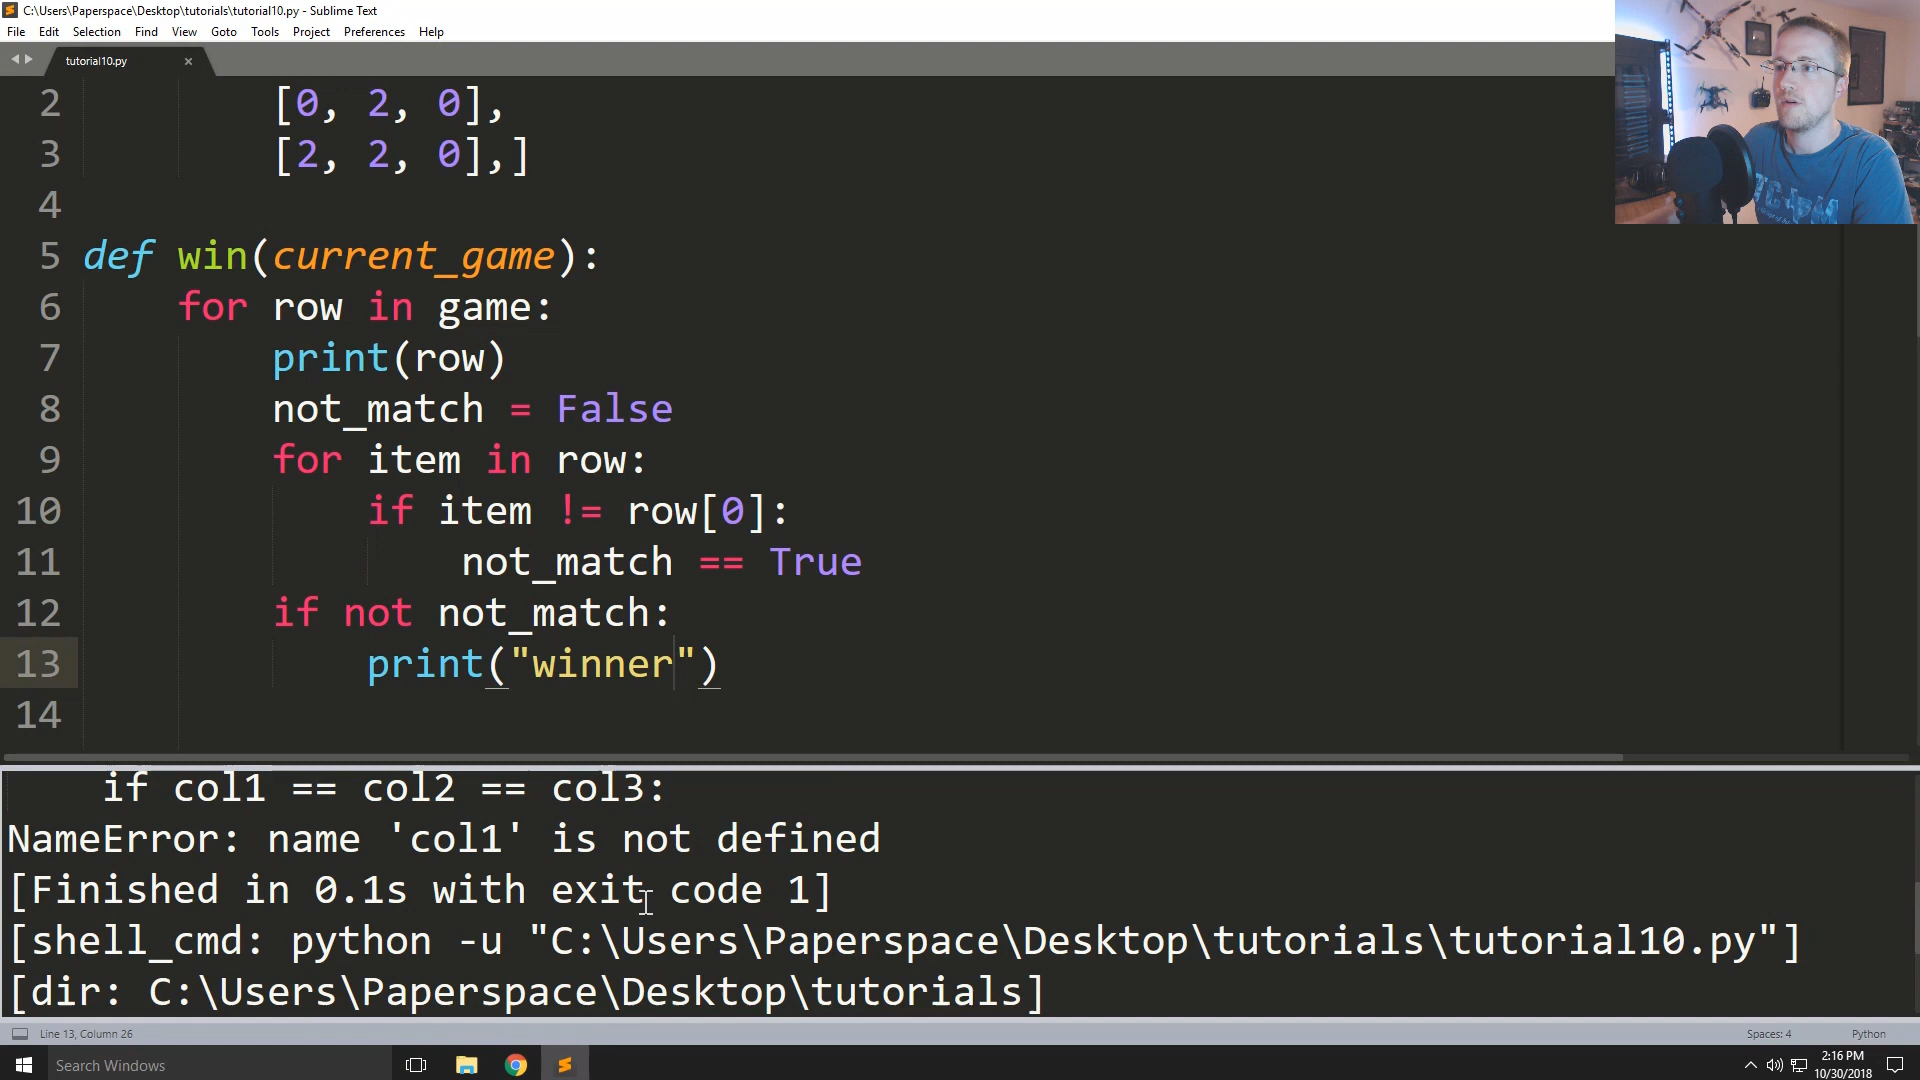 C:\Users\Paperspace\Desktop\tutorials\tutorial10.py - Sublime Text
File Edit Selection Find View Goto Tools Project Preferences Help
tutorial10.py
2 [0, 2, 0],
3 [2, 2, 0],]
4
5 def win(current_game):
6 for row in game:
7 print(row)
8 not_match = False
9 for item in row:
10 if item != row[0]:
11 not_match == True
12 if not not_match:
13 print("winner")
14
if col1 == col2 == col3:
NameError: name 'col1' is not defined
[Finished in 0.1s with exit code 1]
[shell_cmd: python -u "C:\Users\Paperspace\Desktop\tutorials\tutorial10.py"]
[dir: C:\Users\Paperspace\Desktop\tutorials]
Line 13, Column 26 Spaces: 4 Python
Search Windows
2:16 PM
10/30/2018